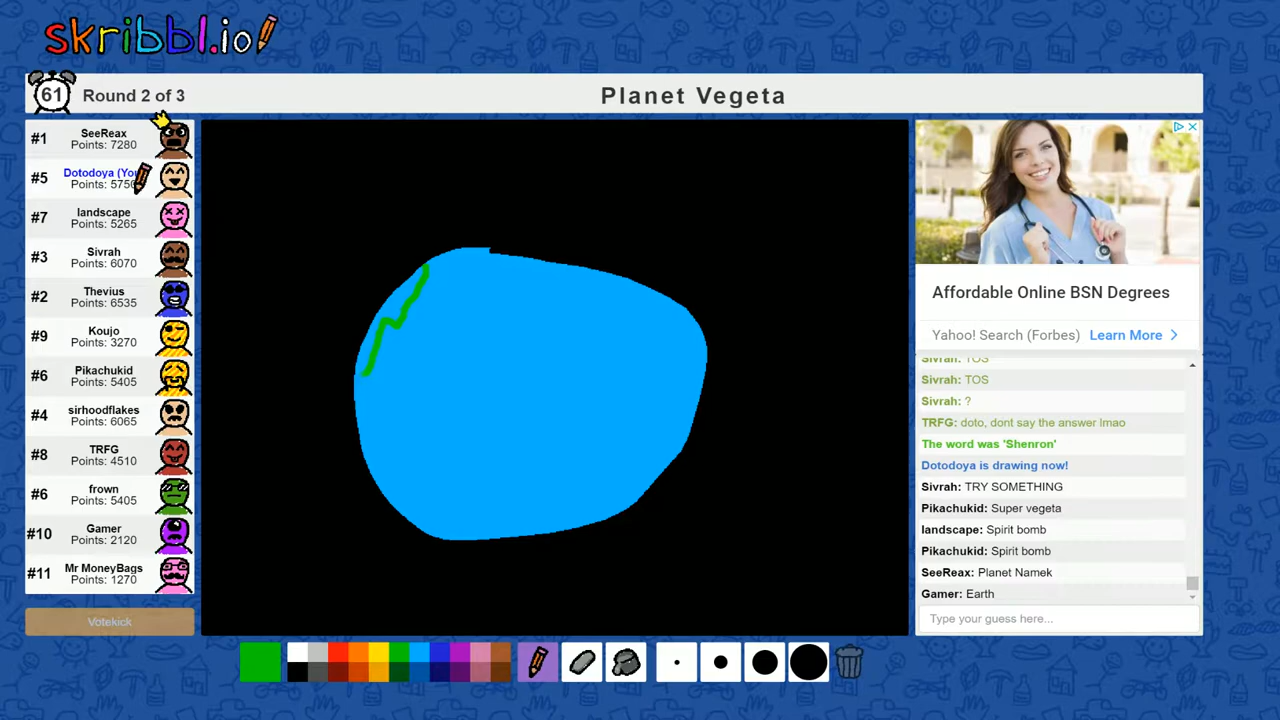 skribbl.io!
61
Round 2 of 3
Planet Vegeta
#1
SeeReax
Points: 7280
#5
Dotodoya (You
Points: 5750
#7
landscape
Points: 5265
#3
Sivrah
Points: 6070
#2
Thevius
Points: 6535
#9
Koujo
Points: 3270
#6
Pikachukid
Points: 5405
#4
sirhoodflakes
Points: 6065
#8
TRFG
Points: 4510
#6
frown
Points: 5405
#10
Gamer
Points: 2120
#11
Mr MoneyBags
Points: 1270
Votekick
Affordable Online BSN Degrees
Yahoo! Search (Forbes) Learn More >
Sivrah: TOS
Sivrah: TOS
Sivrah: ?
TRFG: doto, dont say the answer lmao
The word was 'Shenron'
Dotodoya is drawing now!
Sivrah: TRY SOMETHING
Pikachukid: Super vegeta
landscape: Spirit bomb
Pikachukid: Spirit bomb
SeeReax: Planet Namek
Gamer: Earth
Type your guess here...